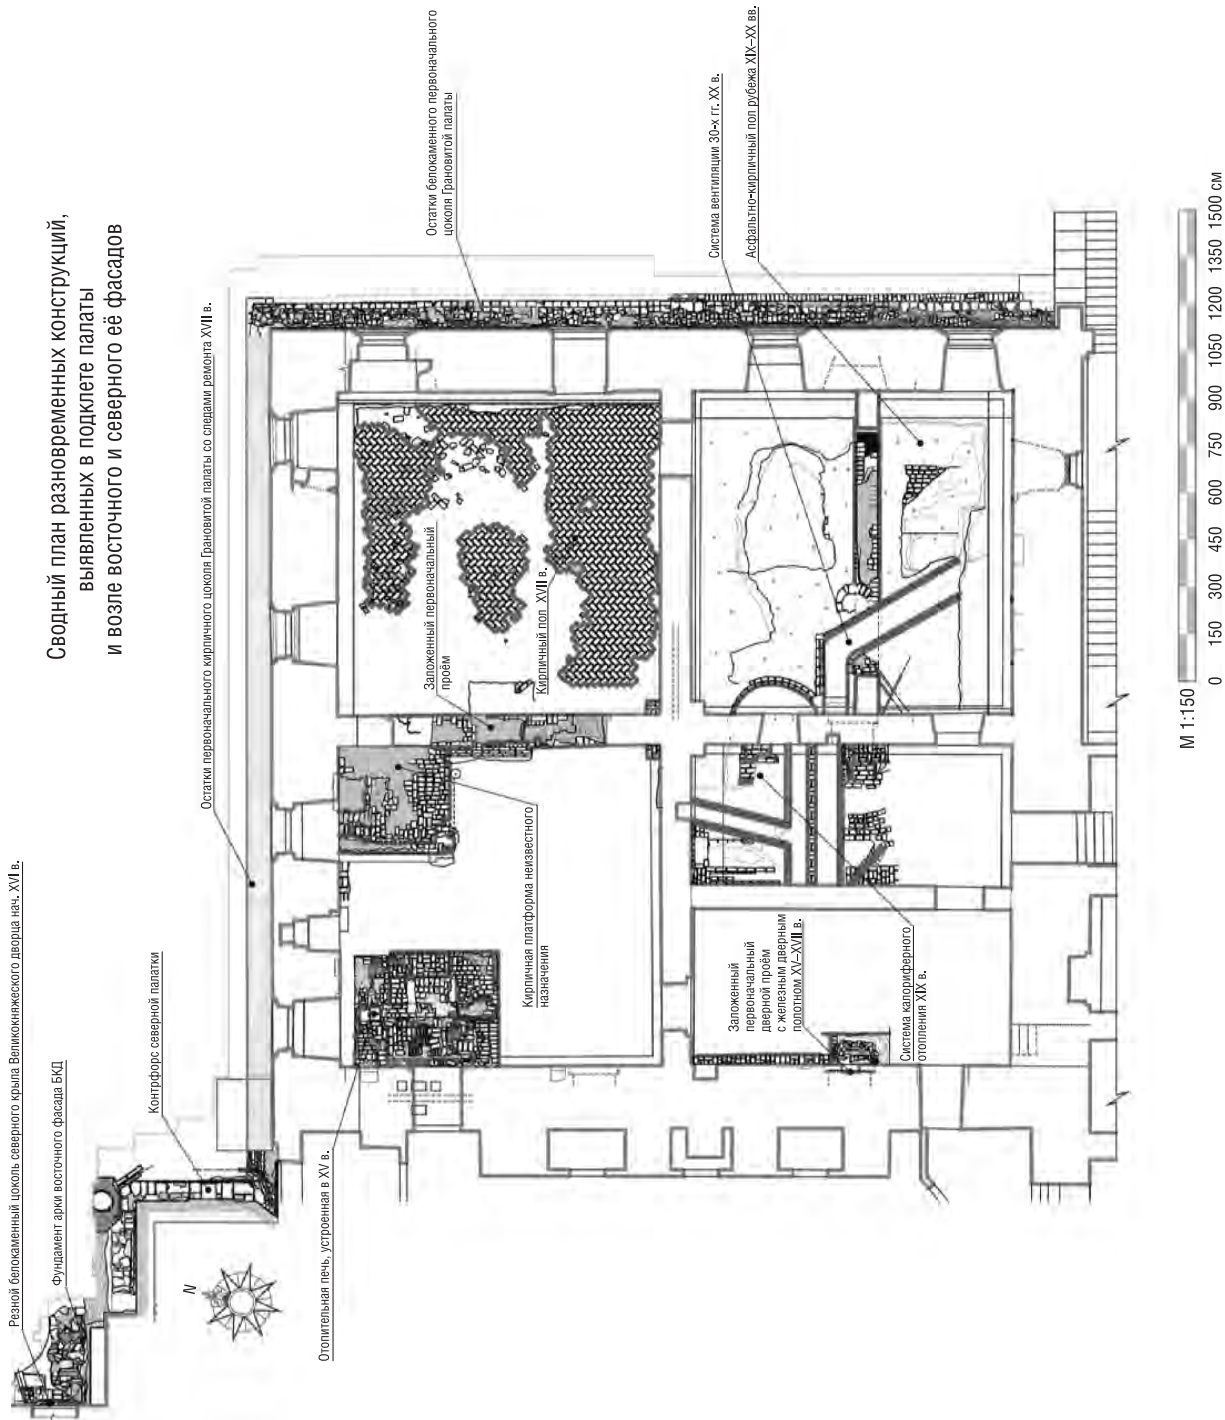 Сводный план разновременных конструкций,
выявленных в подклете палаты
и возле восточного и северного её фасадов
Резной белокаменный цоколь северного крыла Великокняжеского дворца нач. XVI в.
Фундамент арки восточного фасада БКД
Контрфорс северной палатки
Остатки первоначального кирпичного цоколя Грановитой палаты со следами ремонта XVII в.
Остатки белокаменного первоначального
цоколя Грановитой палаты
N
Отопительная печь, устроенная в XV в.
Заложенный первоначальный
проём
Кирпичный пол XVII в.
Кирпичная платформа неизвестного
назначения
Система вентиляции 30-х гг. XX в.
Асфальтно-кирпичный пол рубежа XIX–XX вв.
Заложенный
первоначальный
дверной проём
с железным дверным
полотном XV–XVII в.
Система калориферного
отопления XIX в.
М 1:150
0 150 300 450 600 750 900 1050 1200 1350 1500 см